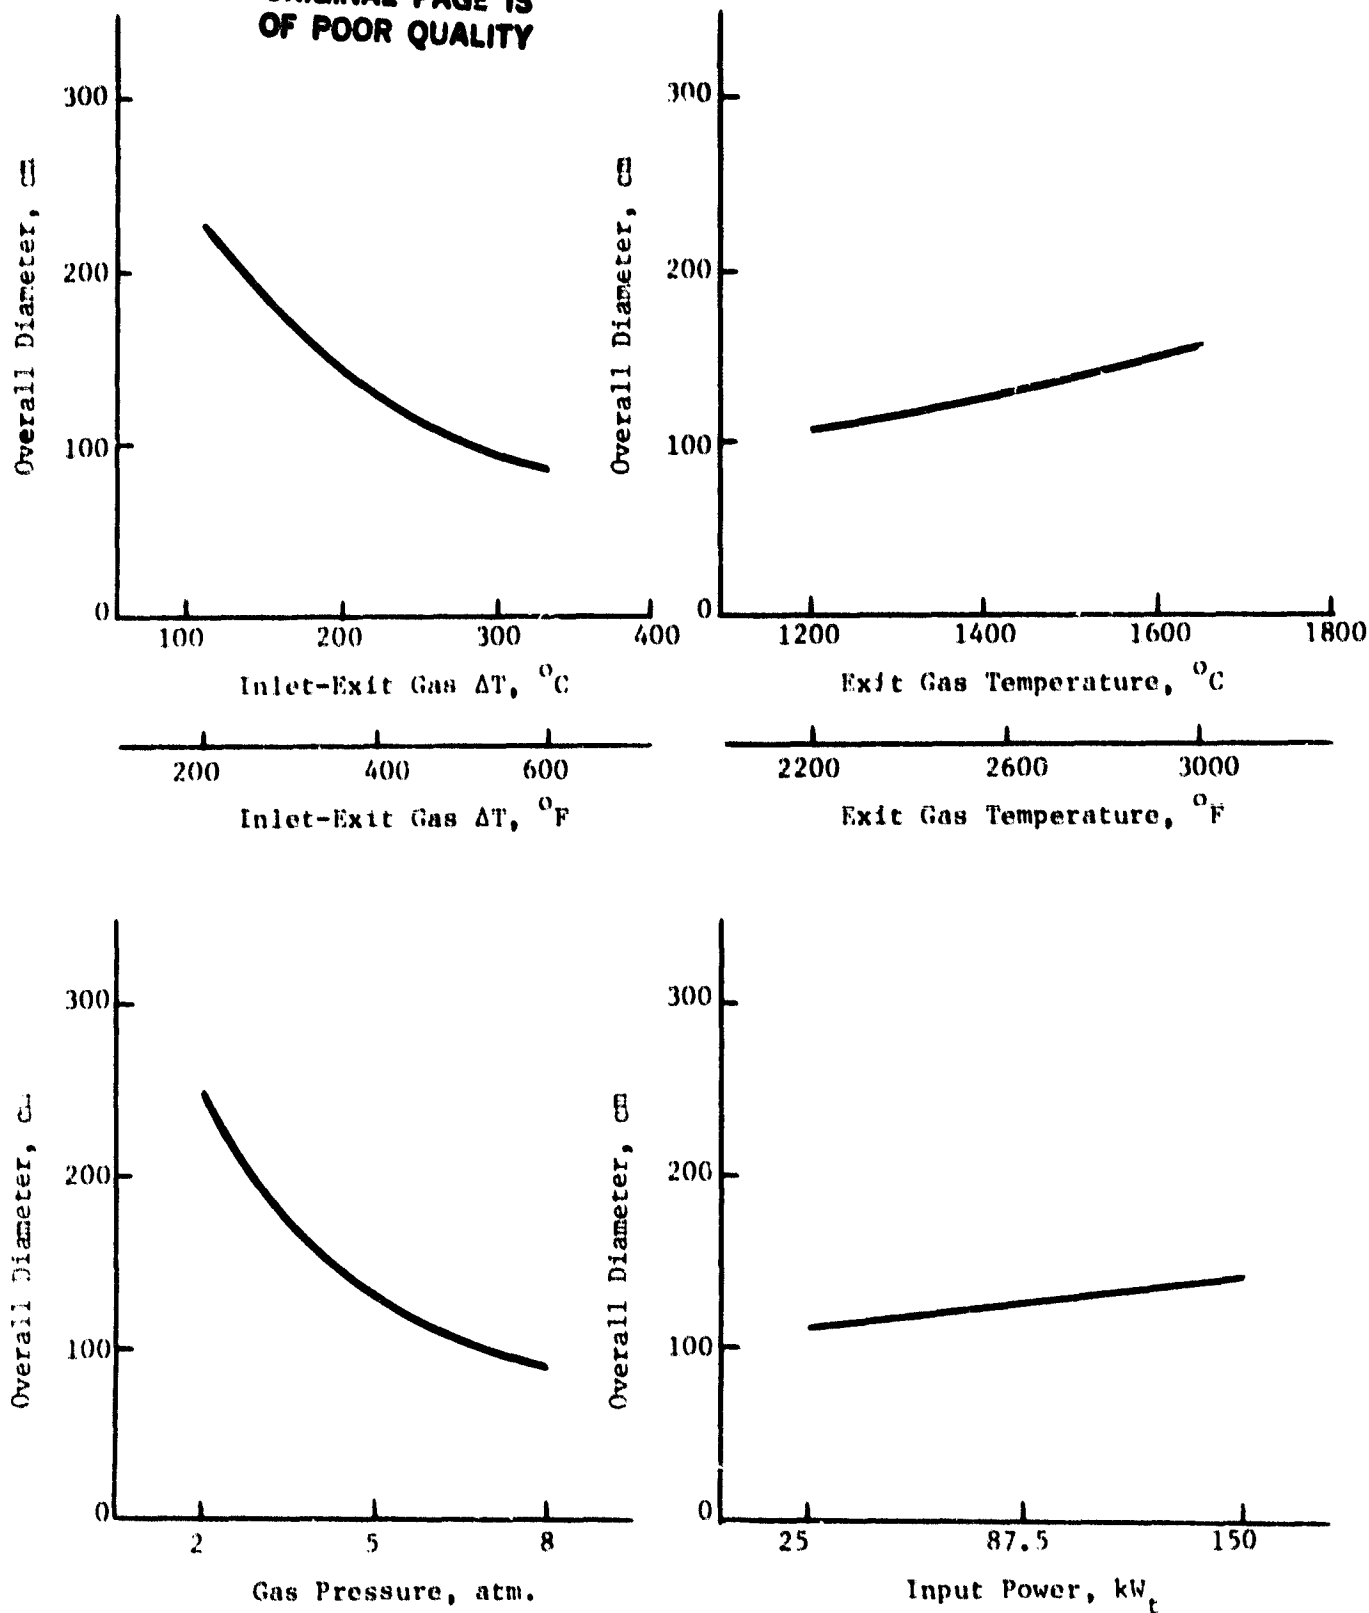 OF POOR QUALITY
300
200
100
0
Overall Diameter, cm
100 200 300 400
Inlet-Exit Gas ΔT, °C
200 400 600
Inlet-Exit Gas ΔT, °F
300
200
100
0
Overall Diameter, cm
1200 1400 1600 1800
Exit Gas Temperature, °C
2200 2600 3000
Exit Gas Temperature, °F
300
200
100
0
Overall Diameter,
2 5 8
Gas Pressure, atm.
300
200
100
0
Overall Diameter, cm
25 87.5 150
Input Power, kWt